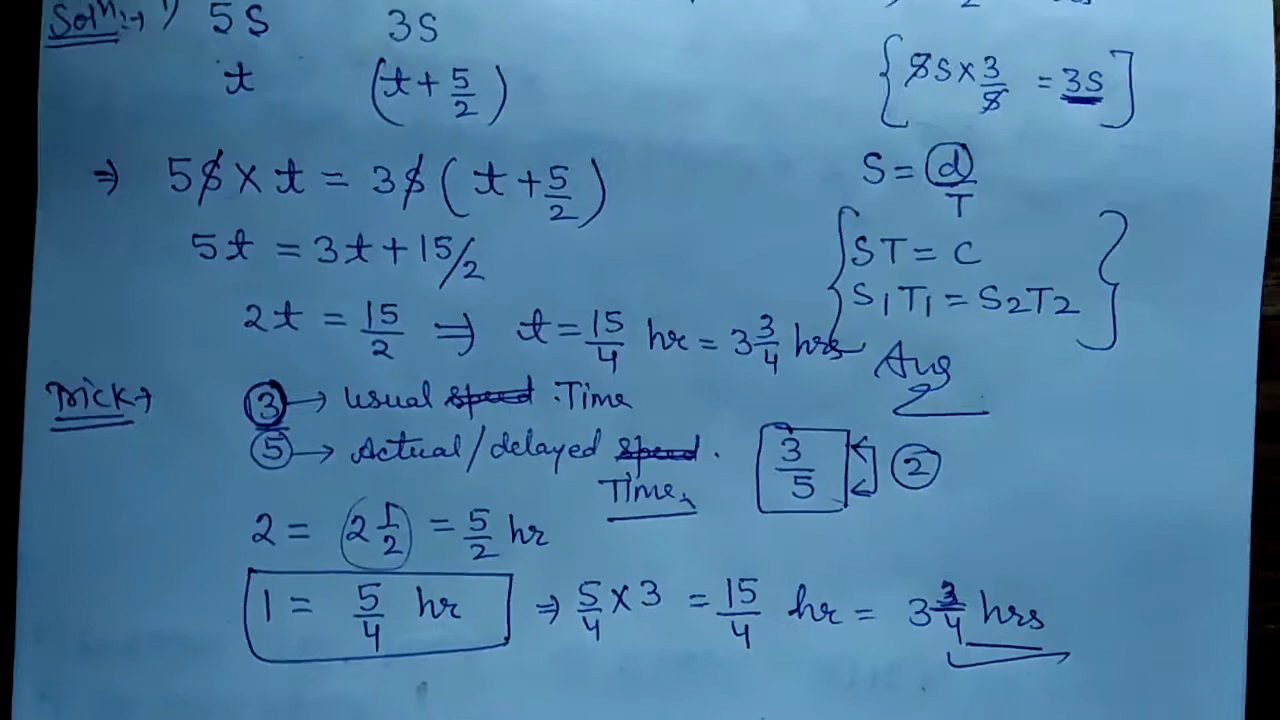 Soln:→ 1) 5S 3S
t (t + 5/2)
{ 5S × 3/5 = 3S ]
⇒ 5S × t = 3S (t + 5/2)
S = d/T
5t = 3t + 15/2
{ ST = C
S1T1 = S2T2 }
2t = 15/2 ⇒ t = 15/4 hr = 3 3/4 hrs Ans
Trick→ ③ → Usual speed . Time
⑤ → Actual/delayed speed .
Time,
3/5 ②
2 = 2 1/2 = 5/2 hr
1 = 5/4 hr ⇒ 5/4 × 3 = 15/4 hr = 3 3/4 hrs